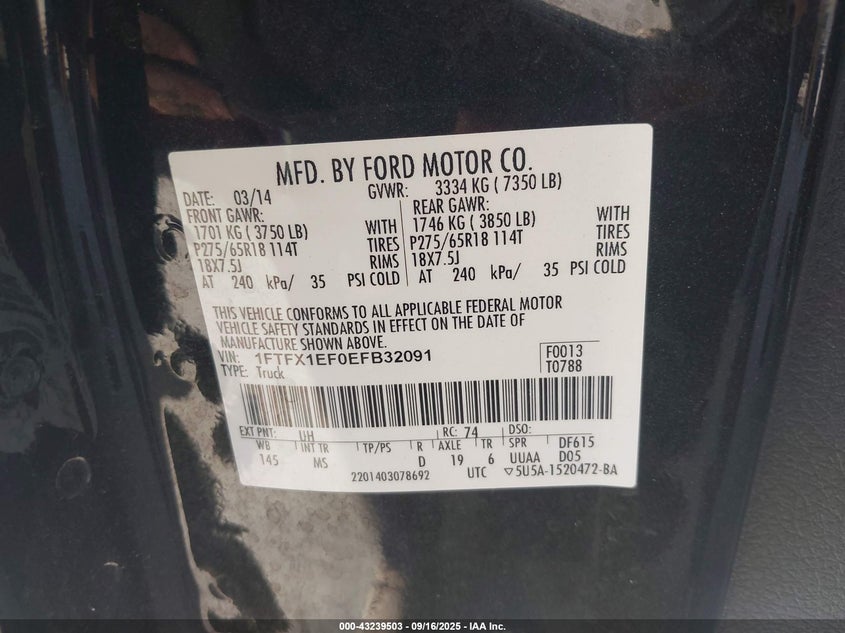 MFD. BY FORD MOTOR CO.
DATE: 03/14 GVWR: 3334 KG ( 7350 LB)
FRONT GAWR: REAR GAWR:
1701 KG ( 3750 LB) WITH 1746 KG ( 3850 LB) WITH
P275/65R18 114T TIRES P275/65R18 114T TIRES
18X7.5J RIMS 18X7.5J RIMS
AT 240 kPa/ 35 PSI COLD AT 240 kPa/ 35 PSI COLD
THIS VEHICLE CONFORMS TO ALL APPLICABLE FEDERAL MOTOR
VEHICLE SAFETY STANDARDS IN EFFECT ON THE DATE OF
MANUFACTURE SHOWN ABOVE.
VIN: 1FTFX1EF0EFB32091 F0013
TYPE: Truck T0788
EXT PNT: UH RC: 74 DSO:
WB INT TR TP/PS R AXLE TR SPR DF615
145 MS D 19 6 UUAA D05
2201403078692 UTC ▽5U5A-1520472-BA
000-43239503 - 09/16/2025 - IAA Inc.